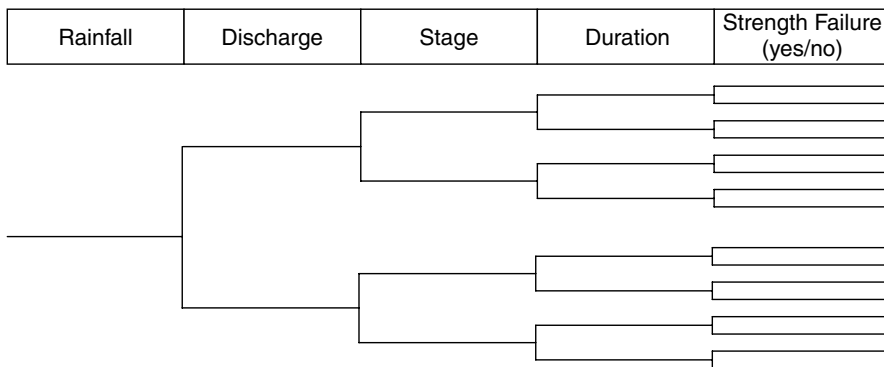 Rainfall
Discharge
Stage
Duration
Strength Failure
(yes/no)